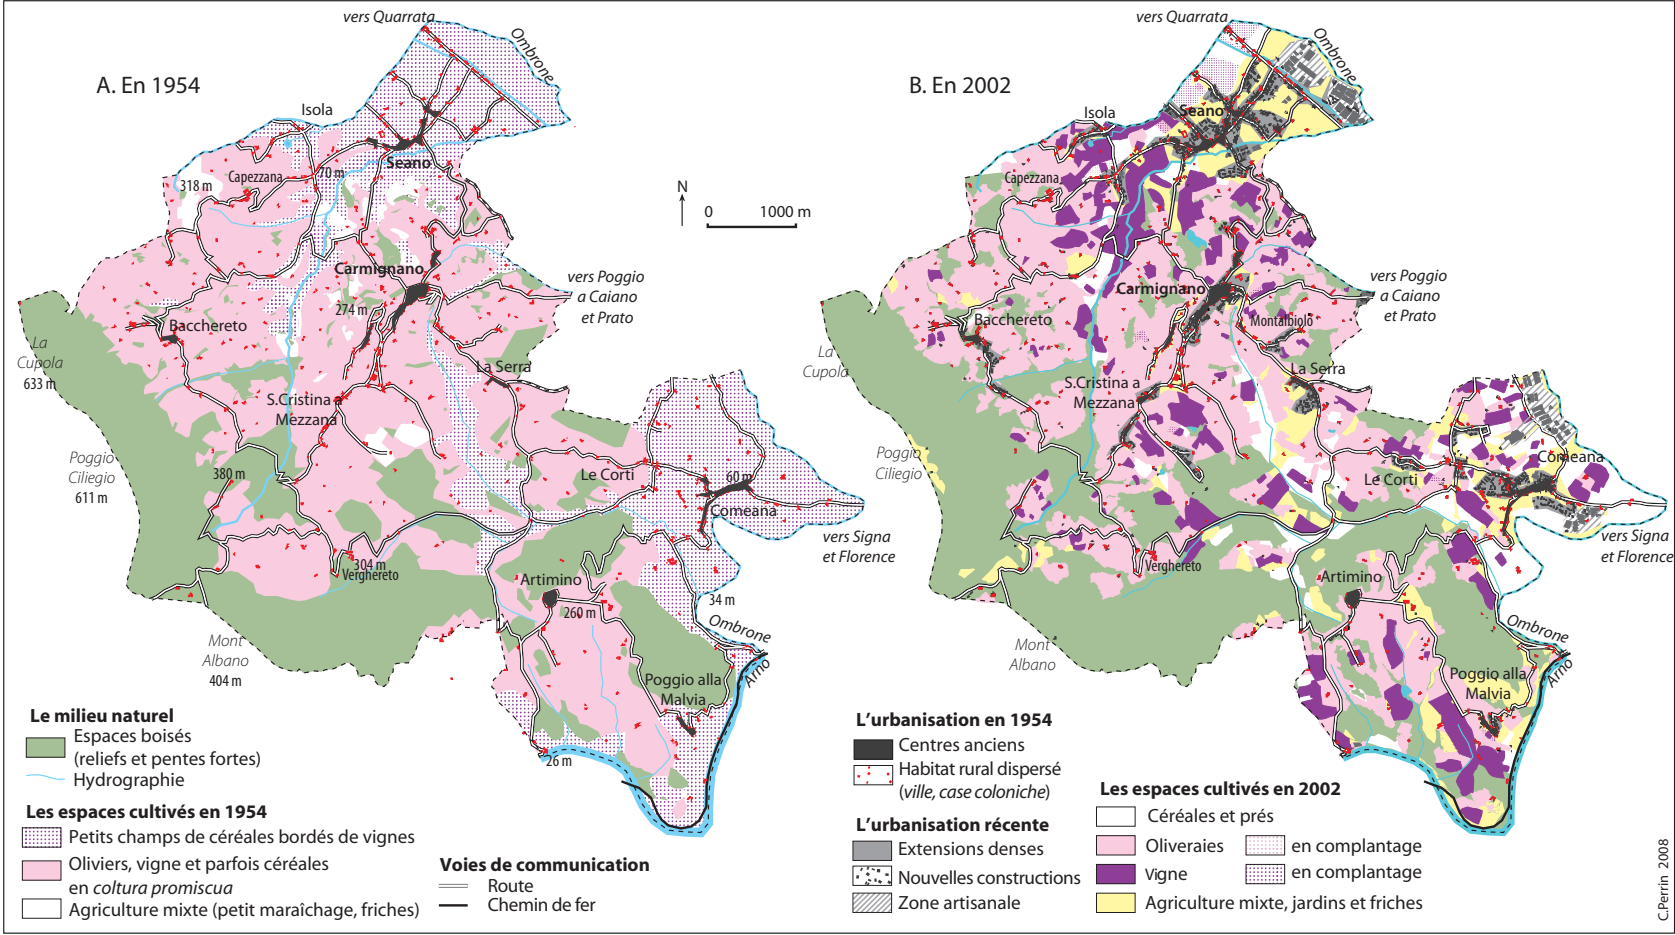 A. En 1954
vers Quarrata
Ombrone
Isola
Seano
70 m
Capezzana
318 m
Carmignano
vers Poggio
a Caiano
et Prato
274 m
Bacchereto
La
Cupola
633 m
La Serra
S.Cristina a
Mezzana
Poggio
Ciliegio
611 m
380 m
Le Corti
60 m
Comeana
vers Signa
et Florence
304 m
Verghereto
Artimino
260 m
34 m
Ombrone
Arno
Mont
Albano
404 m
Poggio alla
Malvia
26 m
N
0 1000 m
Le milieu naturel
Espaces boisés
(reliefs et pentes fortes)
Hydrographie
Les espaces cultivés en 1954
Petits champs de céréales bordés de vignes
Oliviers, vigne et parfois céréales
en coltura promiscua
Agriculture mixte (petit maraîchage, friches)
Voies de communication
Route
Chemin de fer
B. En 2002
vers Quarrata
Ombrone
Isola
Seano
Capezzana
Carmignano
vers Poggio
a Caiano
et Prato
Bacchereto
Montalbiolo
La
Cupola
La Serra
S.Cristina a
Mezzana
Poggio
Ciliegio
Le Corti
Comeana
vers Signa
et Florence
Verghereto
Artimino
Ombrone
Arno
Mont
Albano
Poggio alla
Malvia
L'urbanisation en 1954
Centres anciens
Habitat rural dispersé
(ville, case coloniche)
L'urbanisation récente
Extensions denses
Nouvelles constructions
Zone artisanale
Les espaces cultivés en 2002
Céréales et prés
Oliveraies
en complantage
Vigne
en complantage
Agriculture mixte, jardins et friches
C.Perrin 2008